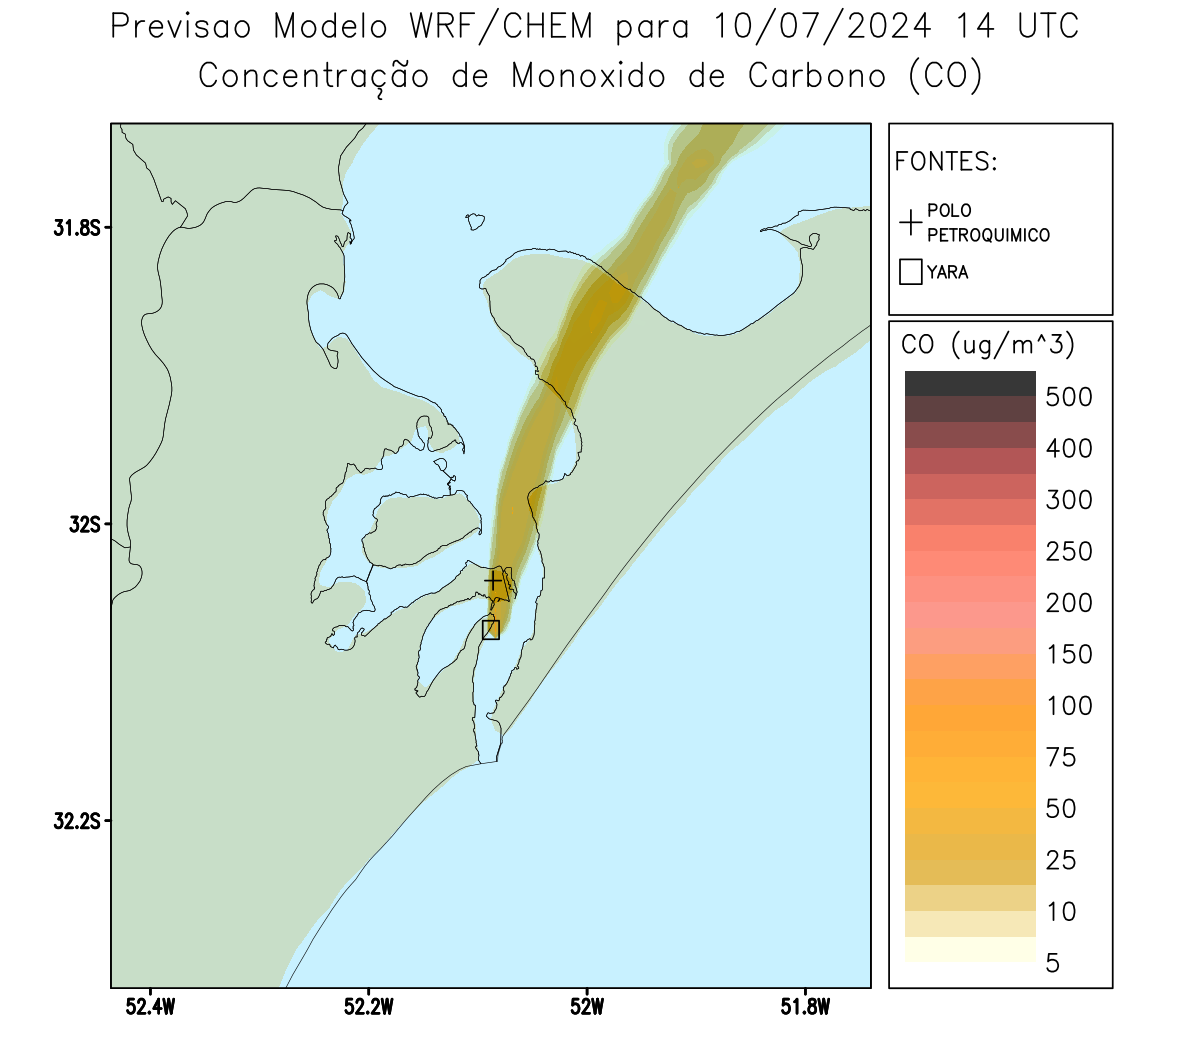 Previsao Modelo WRF/CHEM para 10/07/2024 14 UTC
Concentração de Monoxido de Carbono (CO)
FONTES:
POLO
PETROQUIMICO
YARA
CO (ug/m^3)
500
400
300
250
200
150
100
75
50
25
10
5
31.8S
32S
32.2S
52.4W
52.2W
52W
51.8W